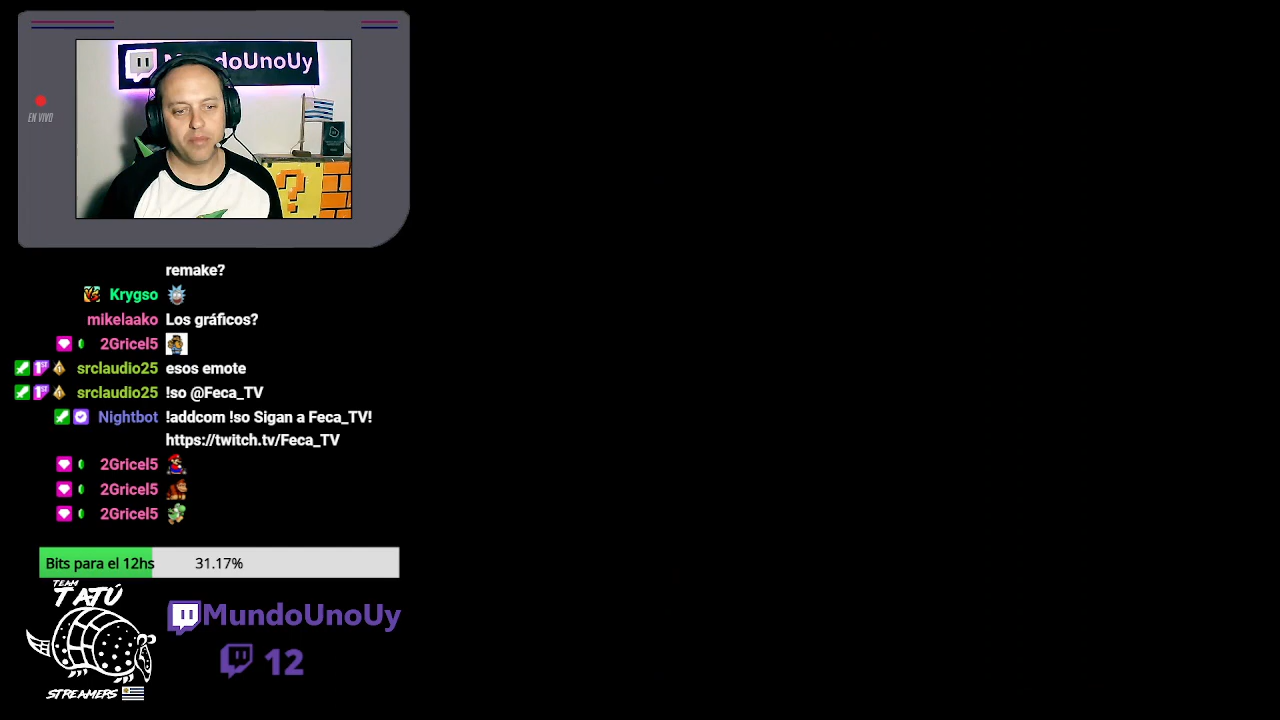 MundoUnoUy
EN VIVO
remake?
Krygso
mikelaako Los gráficos?
2Gricel5
srclaudio25 esos emote
srclaudio25 !so @Feca_TV
Nightbot !addcom !so Sigan a Feca_TV!
https://twitch.tv/Feca_TV
2Gricel5
2Gricel5
2Gricel5
Bits para el 12hs 31.17%
TEAM
TATÚ
STREAMERS
MundoUnoUy
12